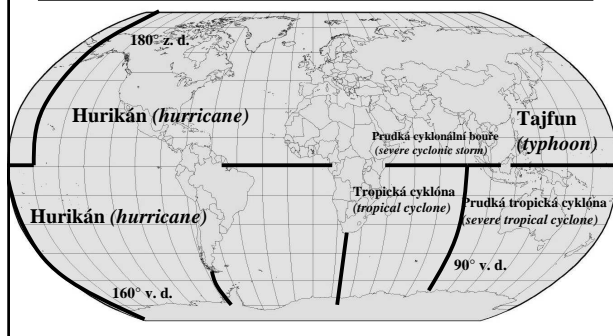 180° z. d.
Hurikán (hurricane)
Tajfun
(typhoon)
Prudká cyklonální bouře
(severe cyclonic storm)
Hurikán (hurricane)
Tropická cyklóna
(tropical cyclone)
Prudká tropická cyklóna
(severe tropical cyclone)
160° v. d.
90° v. d.